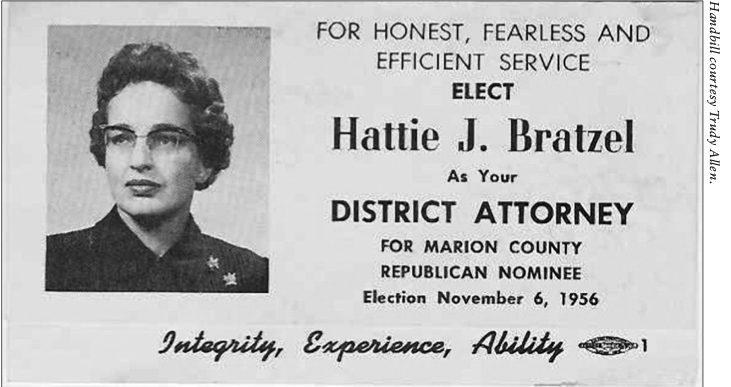 FOR HONEST, FEARLESS AND
EFFICIENT SERVICE
ELECT
Hattie J. Bratzel
As Your
DISTRICT ATTORNEY
FOR MARION COUNTY
REPUBLICAN NOMINEE
Election November 6, 1956
Integrity, Experience, Ability
1
Handbill courtesy Trudy Allen.